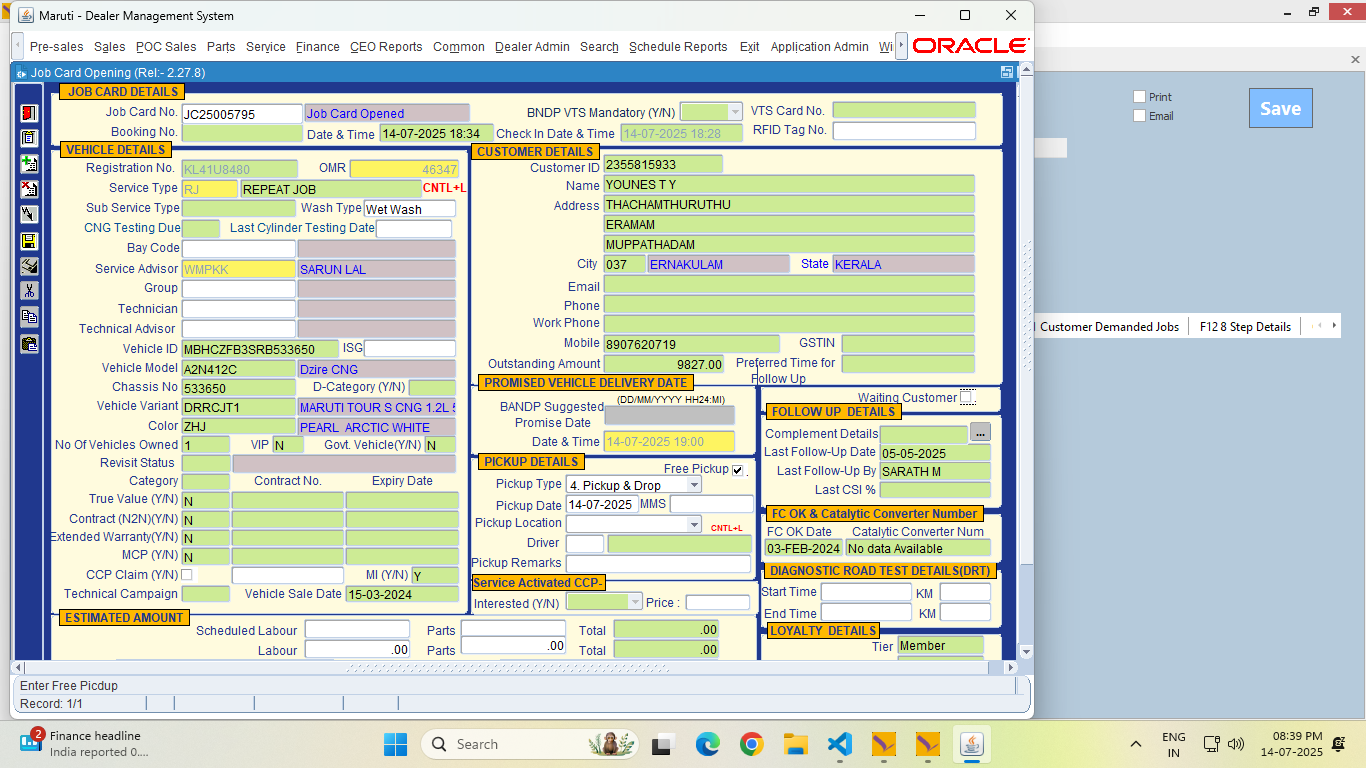 Maruti - Dealer Management System
Pre-sales Sales POC Sales Parts Service Finance CEO Reports Common Dealer Admin Search Schedule Reports Exit Application Admin Wi ORACLE
Job Card Opening (Rel:- 2.27.8)
JOB CARD DETAILS
Job Card No. JC25005795 Job Card Opened BNDP VTS Mandatory (Y/N) VTS Card No.
Booking No. Date & Time 14-07-2025 18:34 Check In Date & Time 14-07-2025 18:28 RFID Tag No.
VEHICLE DETAILS
Registration No. KL41U8480 OMR 46347
Service Type RJ REPEAT JOB CNTL+L
Sub Service Type Wash Type Wet Wash
CNG Testing Due Last Cylinder Testing Date
Bay Code
Service Advisor WMPKK SARUN LAL
Group
Technician
Technical Advisor
Vehicle ID MBHCZFB3SRB533650 ISG
Vehicle Model A2N412C Dzire CNG
Chassis No 533650 D-Category (Y/N)
Vehicle Variant DRRCJT1 MARUTI TOUR S CNG 1.2L 5
Color ZHJ PEARL ARCTIC WHITE
No Of Vehicles Owned 1 VIP N Govt. Vehicle(Y/N) N
Revisit Status
Category Contract No. Expiry Date
True Value (Y/N) N
Contract (N2N)(Y/N) N
Extended Warranty(Y/N) N
MCP (Y/N) N
CCP Claim (Y/N) MI (Y/N) Y
Technical Campaign Vehicle Sale Date 15-03-2024
CUSTOMER DETAILS
Customer ID 2355815933
Name YOUNES T Y
Address THACHAMTHURUTHU
ERAMAM
MUPPATHADAM
City 037 ERNAKULAM State KERALA
Email
Phone
Work Phone
Mobile 8907620719 GSTIN
Outstanding Amount 9827.00 Preferred Time for
Follow Up
PROMISED VEHICLE DELIVERY DATE
(DD/MM/YYYY HH24:MI)
BANDP Suggested
Promise Date
Date & Time 14-07-2025 19:00
PICKUP DETAILS
Free Pickup
Pickup Type 4. Pickup & Drop
Pickup Date 14-07-2025 MMS
Pickup Location CNTL+L
Driver
Pickup Remarks
Service Activated CCP-
Interested (Y/N) Price :
Waiting Customer
FOLLOW UP DETAILS
Complement Details ...
Last Follow-Up Date 05-05-2025
Last Follow-Up By SARATH M
Last CSI %
FC OK & Catalytic Converter Number
FC OK Date Catalytic Converter Num
03-FEB-2024 No data Available
DIAGNOSTIC ROAD TEST DETAILS(DRT)
Start Time KM
End Time KM
LOYALTY DETAILS
Tier Member
ESTIMATED AMOUNT
Scheduled Labour Parts Total .00
Labour .00 Parts .00 Total .00
Enter Free Picdup
Record: 1/1
Print
Email
Save
Customer Demanded Jobs F12 8 Step Details
2
Finance headline
India reported 0....
Search
ENG
IN
08:39 PM
14-07-2025